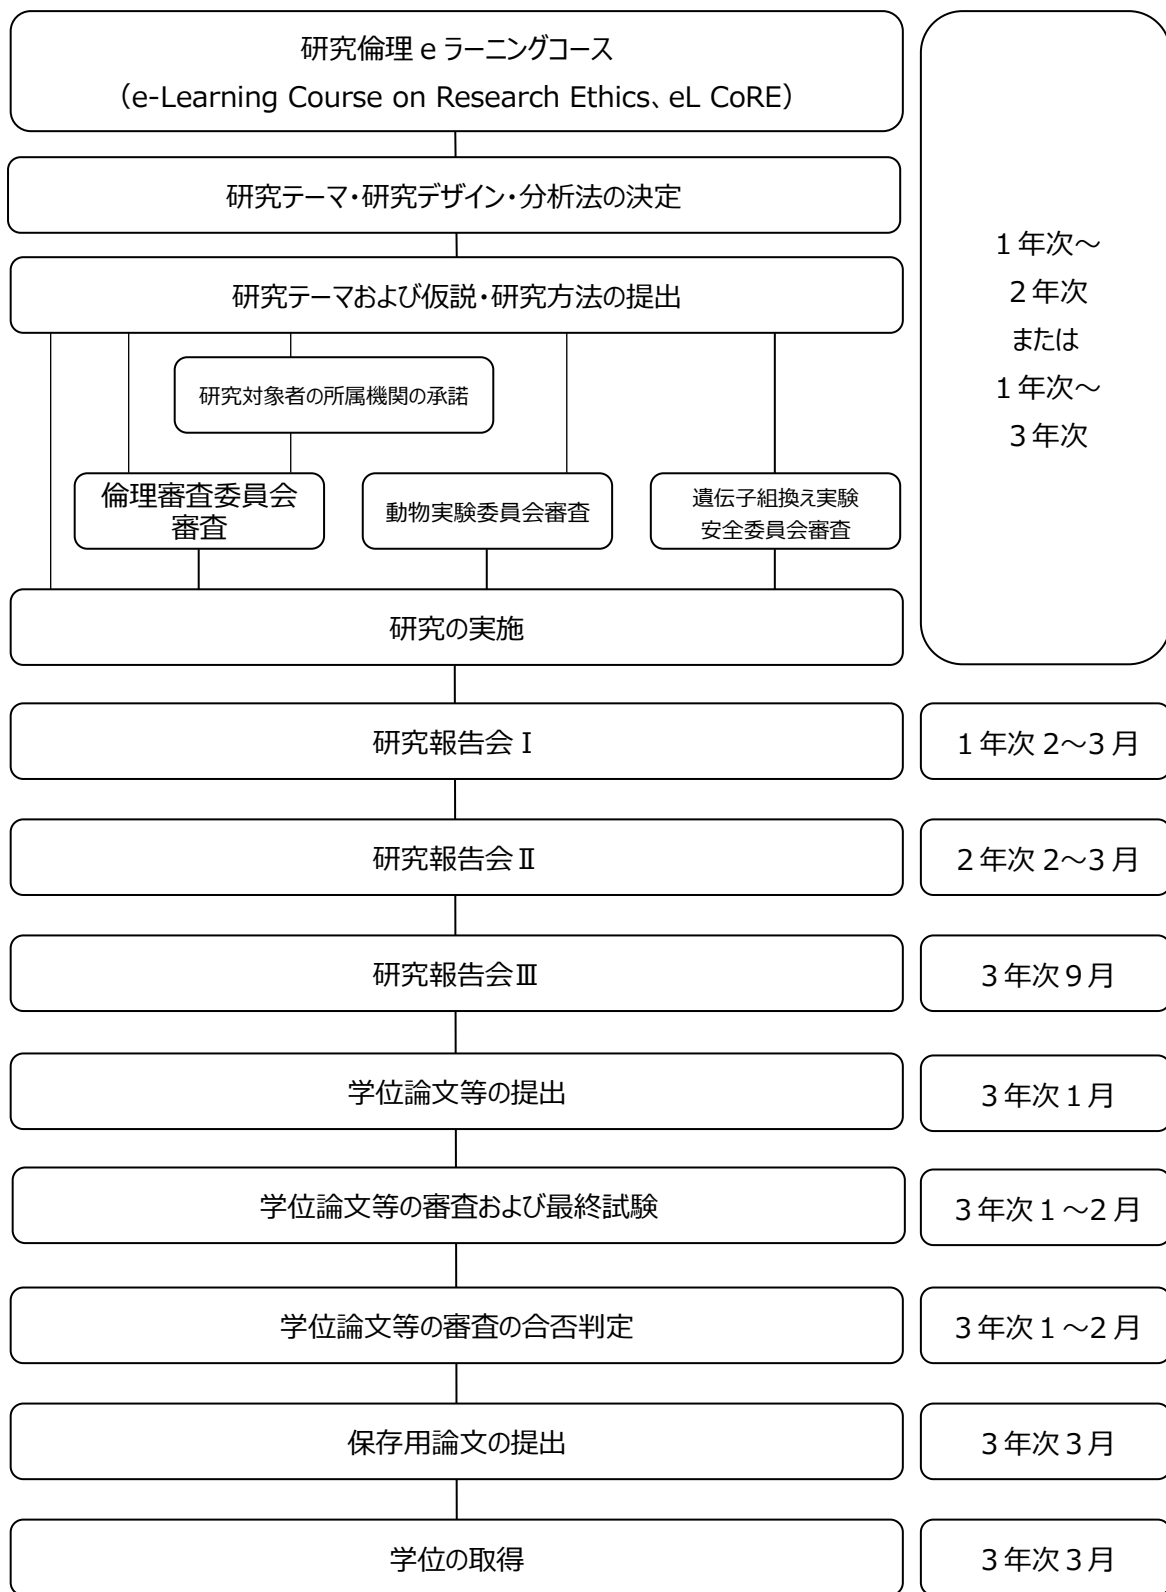 研究倫理 e ラーニングコース
（e-Learning Course on Research Ethics、eL CoRE）
研究テーマ・研究デザイン・分析法の決定
研究テーマおよび仮説・研究方法の提出
1 年次～
2 年次
または
1 年次～
3 年次
研究対象者の所属機関の承諾
倫理審査委員会
審査
動物実験委員会審査
遺伝子組換え実験
安全委員会審査
研究の実施
研究報告会Ⅰ
1 年次 2～3 月
研究報告会Ⅱ
2 年次 2～3 月
研究報告会Ⅲ
3 年次 9 月
学位論文等の提出
3 年次 1 月
学位論文等の審査および最終試験
3 年次 1 ～2 月
学位論文等の審査の合否判定
3 年次 1 ～2 月
保存用論文の提出
3 年次 3 月
学位の取得
3 年次 3 月